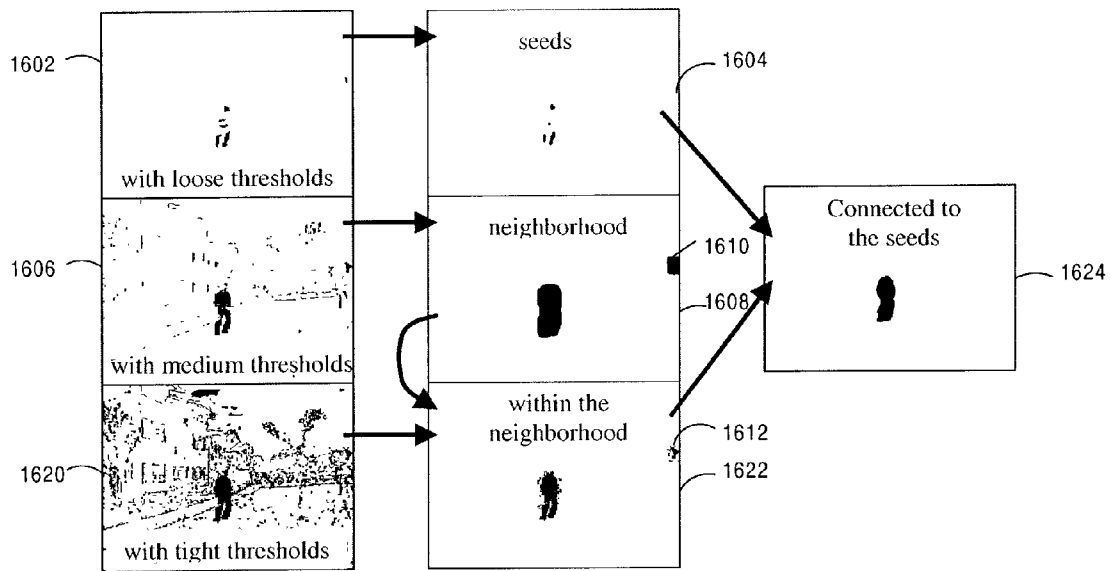 1602
with loose thresholds
1606
with medium thresholds
1620
with tight thresholds
seeds
1604
neighborhood
1610
1608
within the
neighborhood
1612
1622
Connected to
the seeds
1624